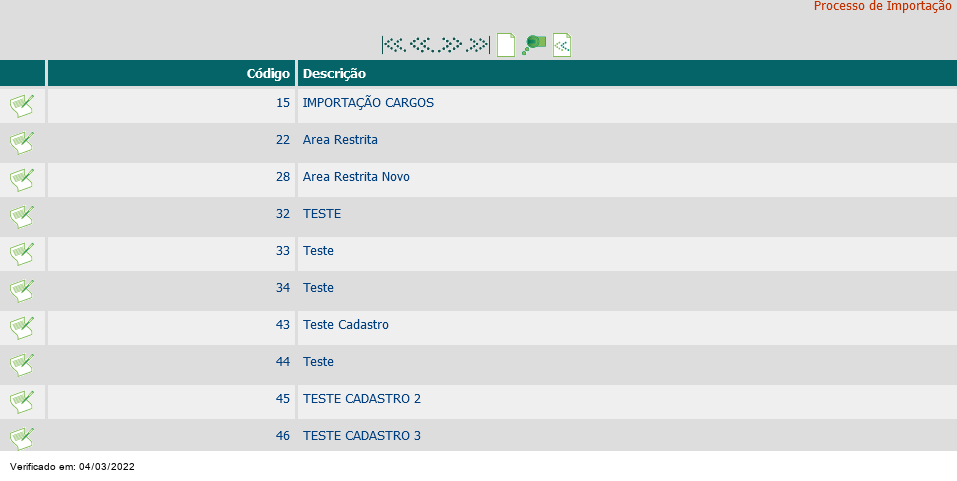 Processo de Importação
Código Descrição
15 IMPORTAÇÃO CARGOS
22 Area Restrita
28 Area Restrita Novo
32 TESTE
33 Teste
34 Teste
43 Teste Cadastro
44 Teste
45 TESTE CADASTRO 2
46 TESTE CADASTRO 3
Verificado em: 04/03/2022